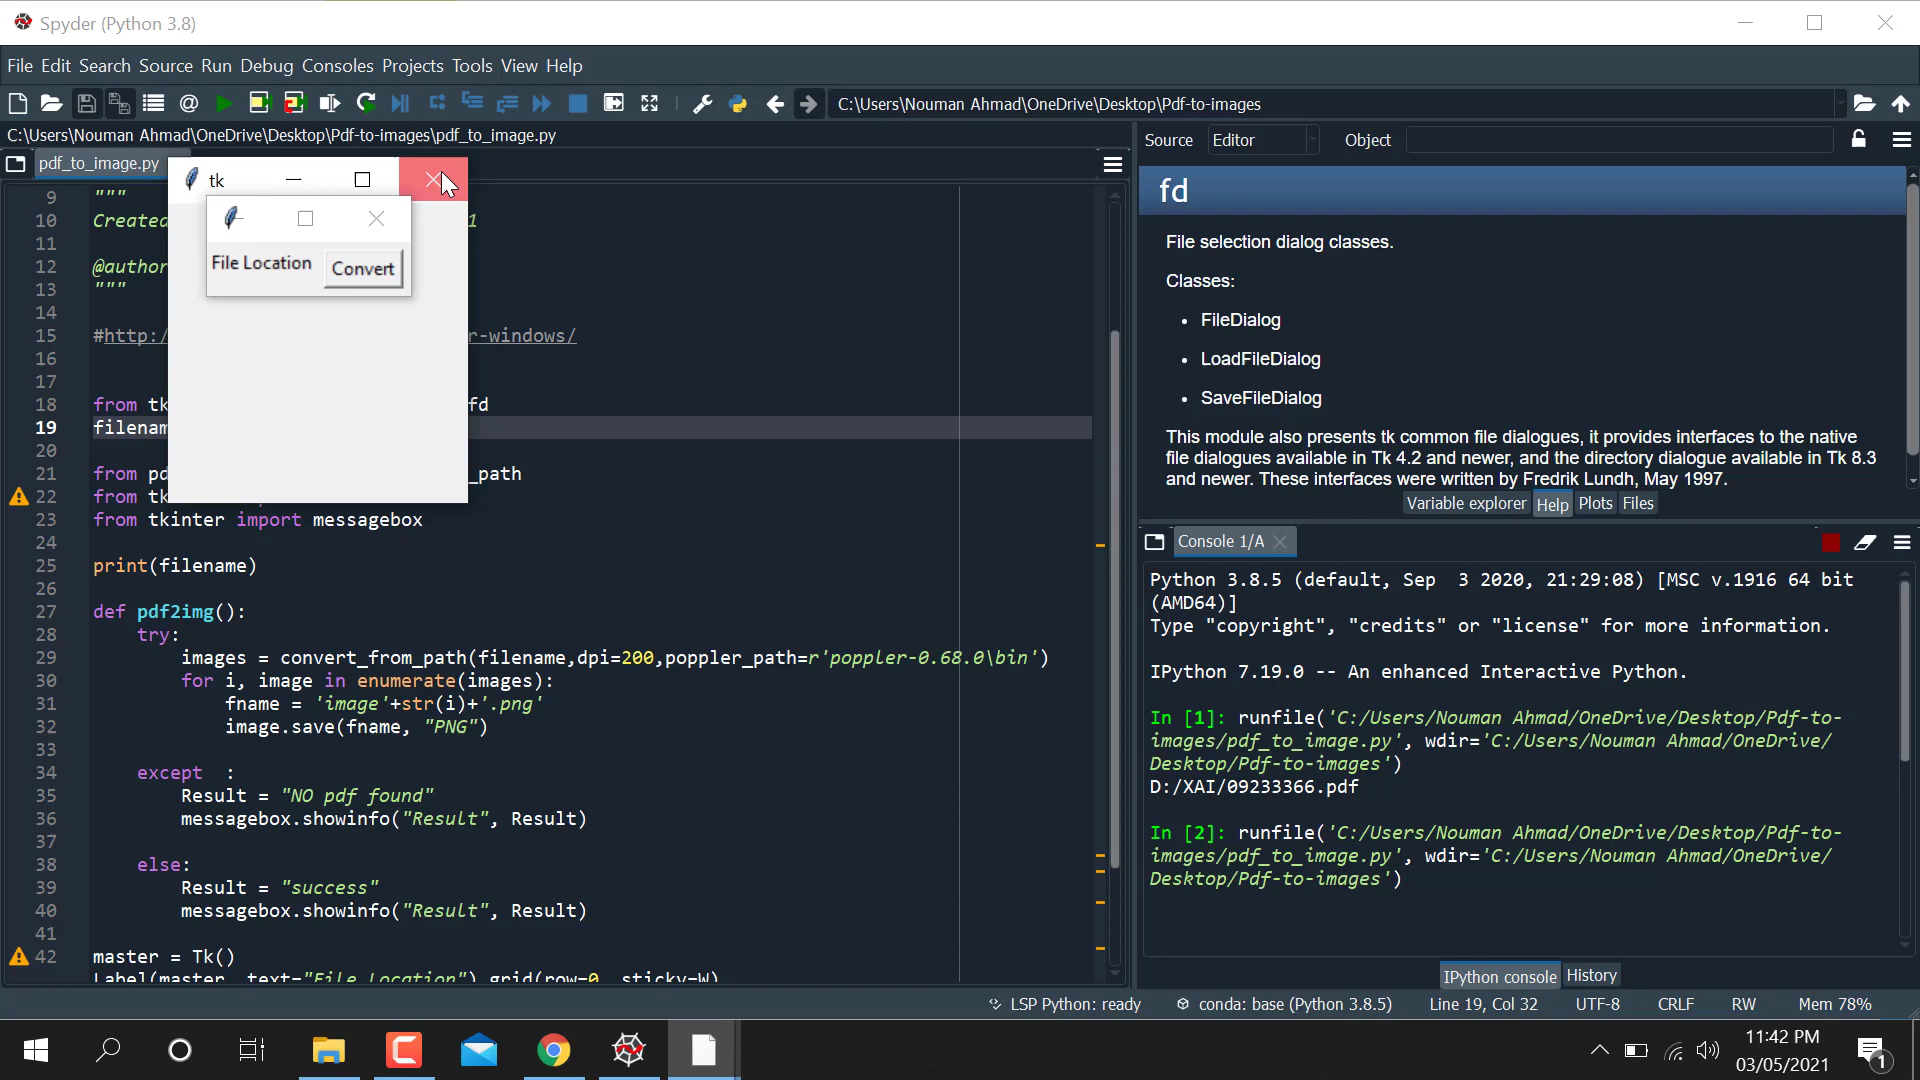 Spyder (Python 3.8)
File Edit Search Source Run Debug Consoles Projects Tools View Help
C:\Users\Nouman Ahmad\OneDrive\Desktop\Pdf-to-images
C:\Users\Nouman Ahmad\OneDrive\Desktop\Pdf-to-images\pdf_to_image.py
Source Editor Object
pdf_to_image.py
tk
File Location Convert
9 """
10 Created 1
11
12 @author
13 """
14
15 #http:/ r-windows/
16
17
18 from tk fd
19 filenam
20
21 from pd _path
22 from tk
23 from tkinter import messagebox
24
25 print(filename)
26
27 def pdf2img():
28 try:
29 images = convert_from_path(filename,dpi=200,poppler_path=r'poppler-0.68.0\bin')
30 for i, image in enumerate(images):
31 fname = 'image'+str(i)+'.png'
32 image.save(fname, "PNG")
33
34 except :
35 Result = "NO pdf found"
36 messagebox.showinfo("Result", Result)
37
38 else:
39 Result = "success"
40 messagebox.showinfo("Result", Result)
41
42 master = Tk()
Label(master, text="File Location").grid(row=0, sticky=W)
fd
File selection dialog classes.
Classes:
• FileDialog
• LoadFileDialog
• SaveFileDialog
This module also presents tk common file dialogues, it provides interfaces to the native
file dialogues available in Tk 4.2 and newer, and the directory dialogue available in Tk 8.3
and newer. These interfaces were written by Fredrik Lundh, May 1997.
Variable explorer Help Plots Files
Console 1/A
Python 3.8.5 (default, Sep 3 2020, 21:29:08) [MSC v.1916 64 bit
(AMD64)]
Type "copyright", "credits" or "license" for more information.
IPython 7.19.0 -- An enhanced Interactive Python.
In [1]: runfile('C:/Users/Nouman Ahmad/OneDrive/Desktop/Pdf-to-
images/pdf_to_image.py', wdir='C:/Users/Nouman Ahmad/OneDrive/
Desktop/Pdf-to-images')
D:/XAI/09233366.pdf
In [2]: runfile('C:/Users/Nouman Ahmad/OneDrive/Desktop/Pdf-to-
images/pdf_to_image.py', wdir='C:/Users/Nouman Ahmad/OneDrive/
Desktop/Pdf-to-images')
IPython console History
LSP Python: ready conda: base (Python 3.8.5) Line 19, Col 32 UTF-8 CRLF RW Mem 78%
11:42 PM
03/05/2021
1